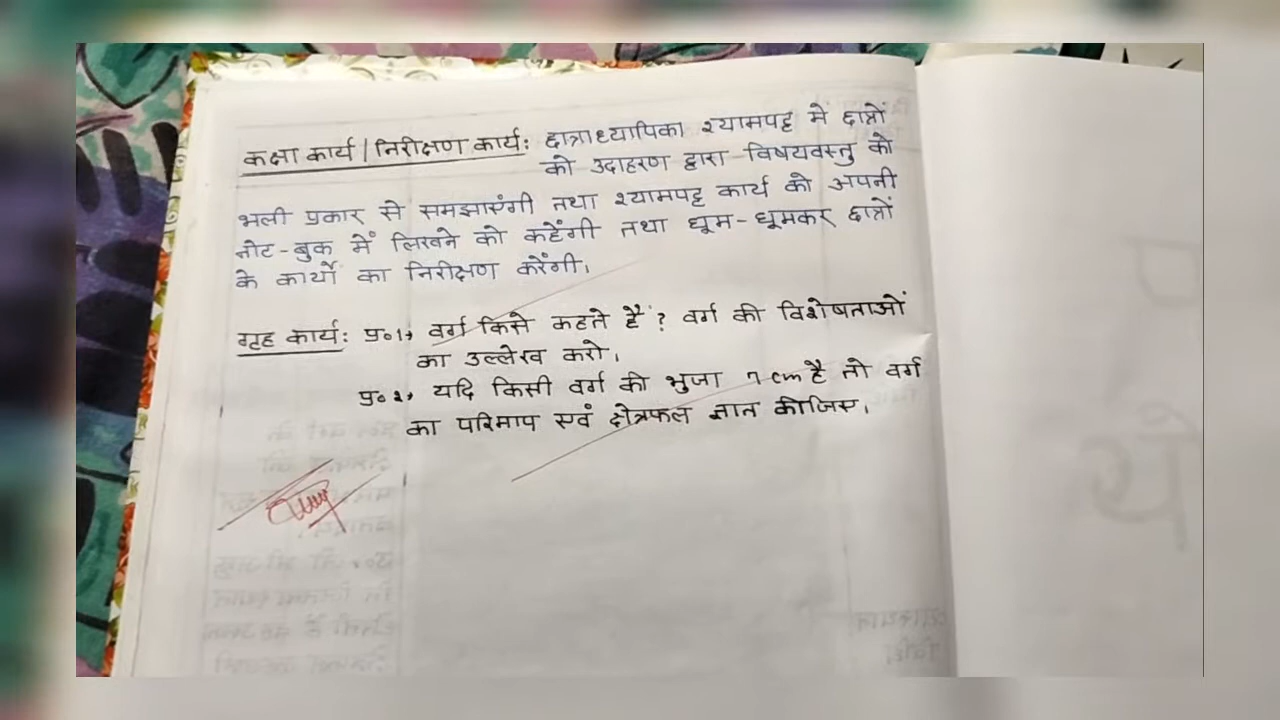 कक्षा कार्य / निरीक्षण कार्य: छात्राध्यापिका श्यामपट्ट में छात्रों
को उदाहरण द्वारा विषयवस्तु को
भली प्रकार से समझाएंगी तथा श्यामपट्ट कार्य को अपनी
नोट-बुक में लिखने को कहेंगी तथा घूम-घूमकर छात्रों
के कार्यों का निरीक्षण करेंगी।
गृह कार्य: प्र०1→ वर्ग किसे कहते हैं? वर्ग की विशेषताओं
का उल्लेख करो।
प्र०2→ यदि किसी वर्ग की भुजा 7 cm है तो वर्ग
का परिमाप एवं क्षेत्रफल ज्ञात कीजिए।